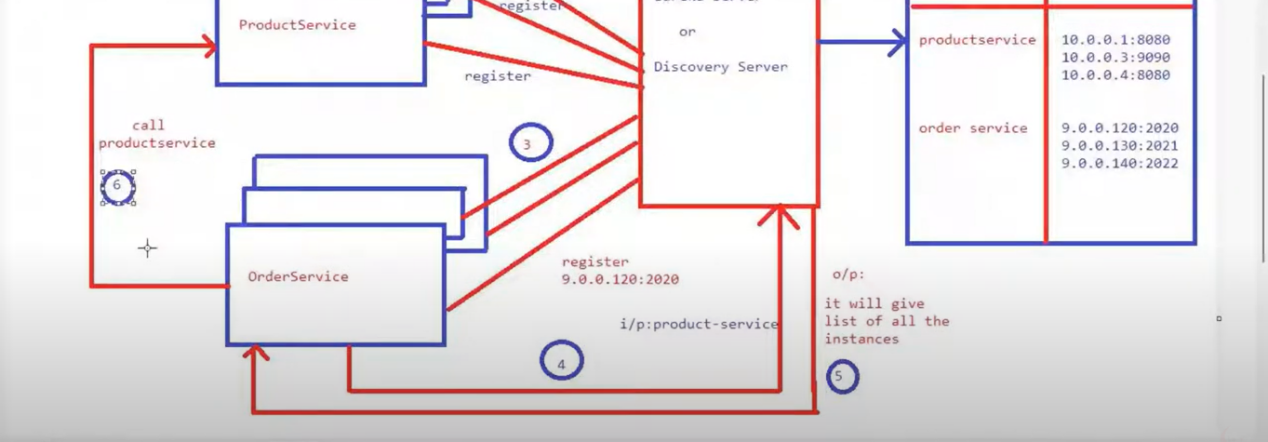 register
ProductService
or
Discovery Server
register
productservice
10.0.0.1:8080
10.0.0.3:9090
10.0.0.4:8080
call
productservice
3
order service
9.0.0.120:2020
9.0.0.130:2021
9.0.0.140:2022
6
OrderService
register
9.0.0.120:2020
i/p:product-service
o/p:
it will give
list of all the
instances
4
5